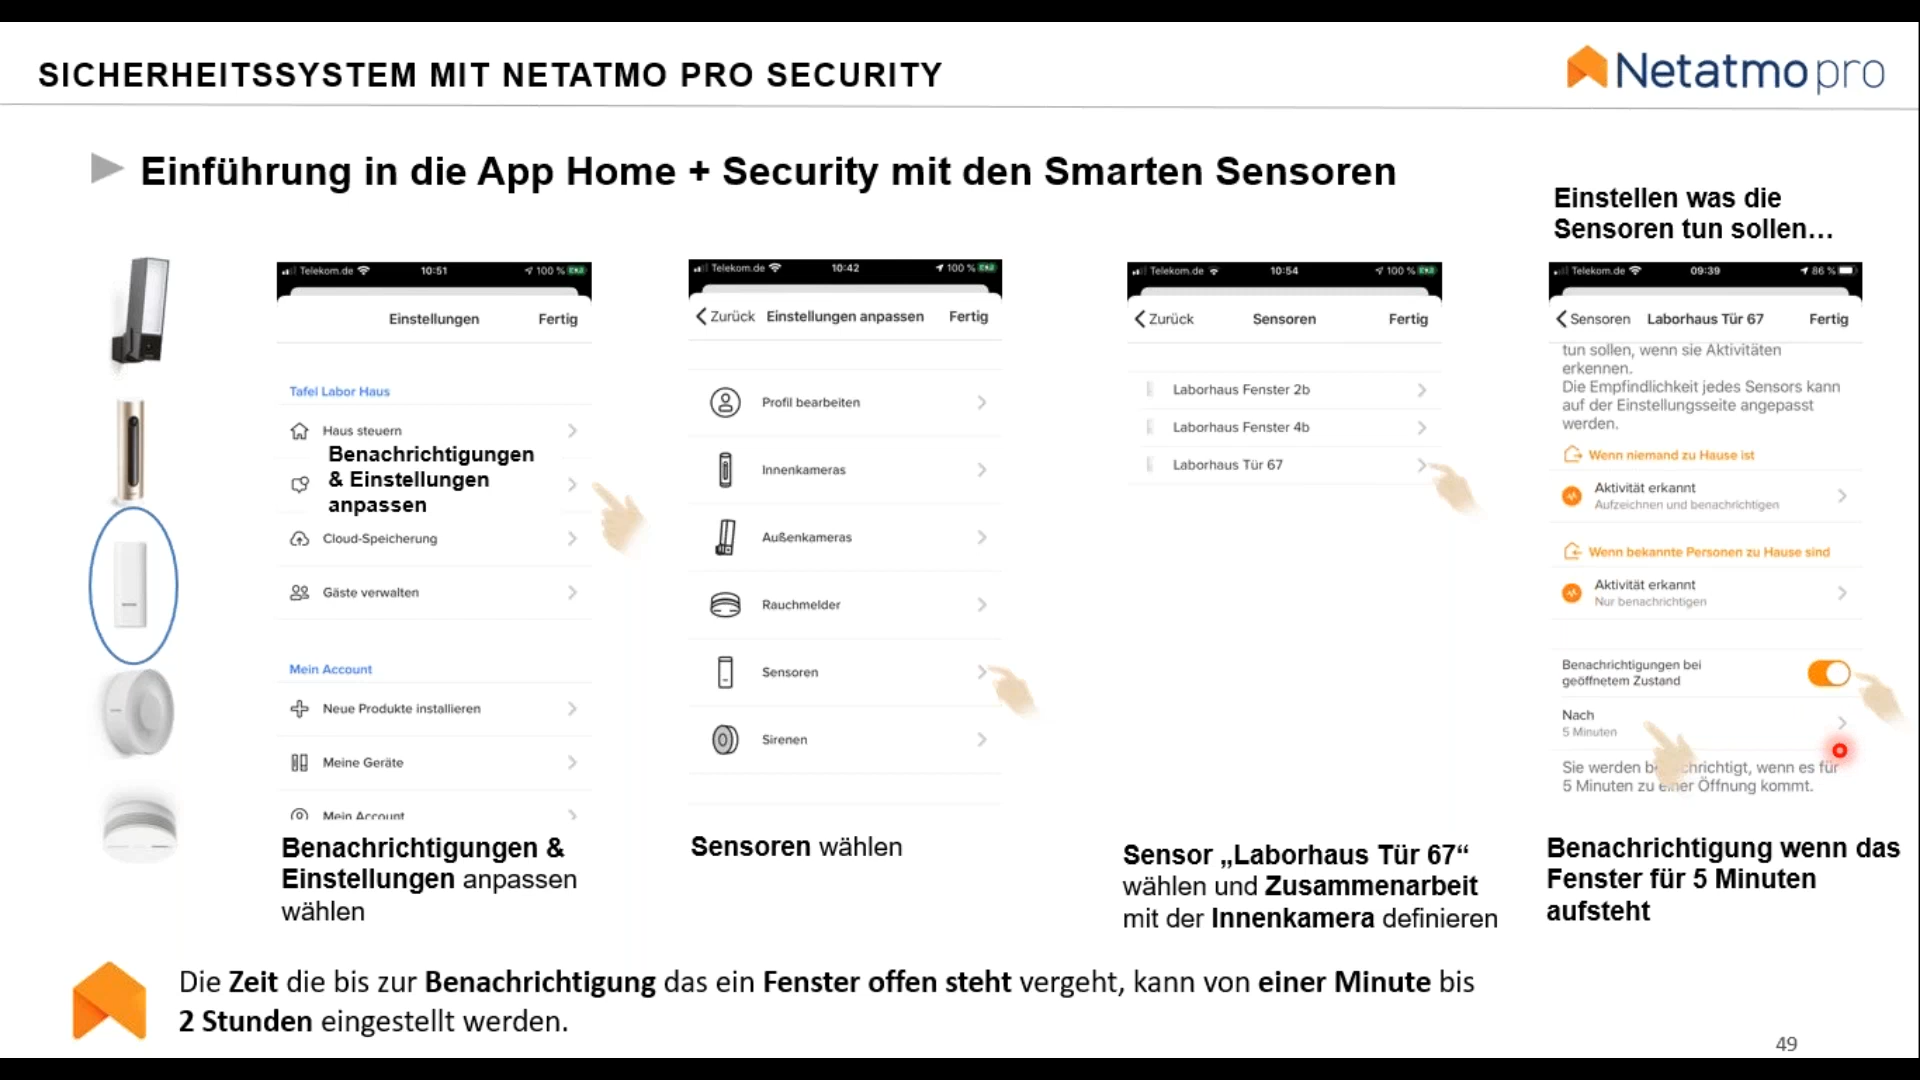 SICHERHEITSSYSTEM MIT NETATMO PRO SECURITY
Netatmo pro
Einführung in die App Home + Security mit den Smarten Sensoren
Einstellen was die
Sensoren tun sollen...
Telekom.de 10:51 100 %
Einstellungen Fertig
Tafel Labor Haus
Haus steuern
Benachrichtigungen
& Einstellungen
anpassen
Cloud-Speicherung
Gäste verwalten
Mein Account
Neue Produkte installieren
Meine Geräte
Mein Account
Benachrichtigungen &
Einstellungen anpassen
wählen
Telekom.de 10:42 100 %
Zurück Einstellungen anpassen Fertig
Profil bearbeiten
Innenkameras
Außenkameras
Rauchmelder
Sensoren
Sirenen
Sensoren wählen
Telekom.de 10:54 100 %
Zurück Sensoren Fertig
Laborhaus Fenster 2b
Laborhaus Fenster 4b
Laborhaus Tür 67
Sensor „Laborhaus Tür 67“
wählen und Zusammenarbeit
mit der Innenkamera definieren
Telekom.de 09:39 86 %
Sensoren Laborhaus Tür 67 Fertig
tun sollen, wenn sie Aktivitäten
erkennen.
Die Empfindlichkeit jedes Sensors kann
auf der Einstellungsseite angepasst
werden.
Wenn niemand zu Hause ist
Aktivität erkannt
Aufzeichnen und benachrichtigen
Wenn bekannte Personen zu Hause sind
Aktivität erkannt
Nur benachrichtigen
Benachrichtigungen bei
geöffnetem Zustand
Nach
5 Minuten
Sie werden benachrichtigt, wenn es für
5 Minuten zu einer Öffnung kommt.
Benachrichtigung wenn das
Fenster für 5 Minuten
aufsteht
Die Zeit die bis zur Benachrichtigung das ein Fenster offen steht vergeht, kann von einer Minute bis
2 Stunden eingestellt werden.
49